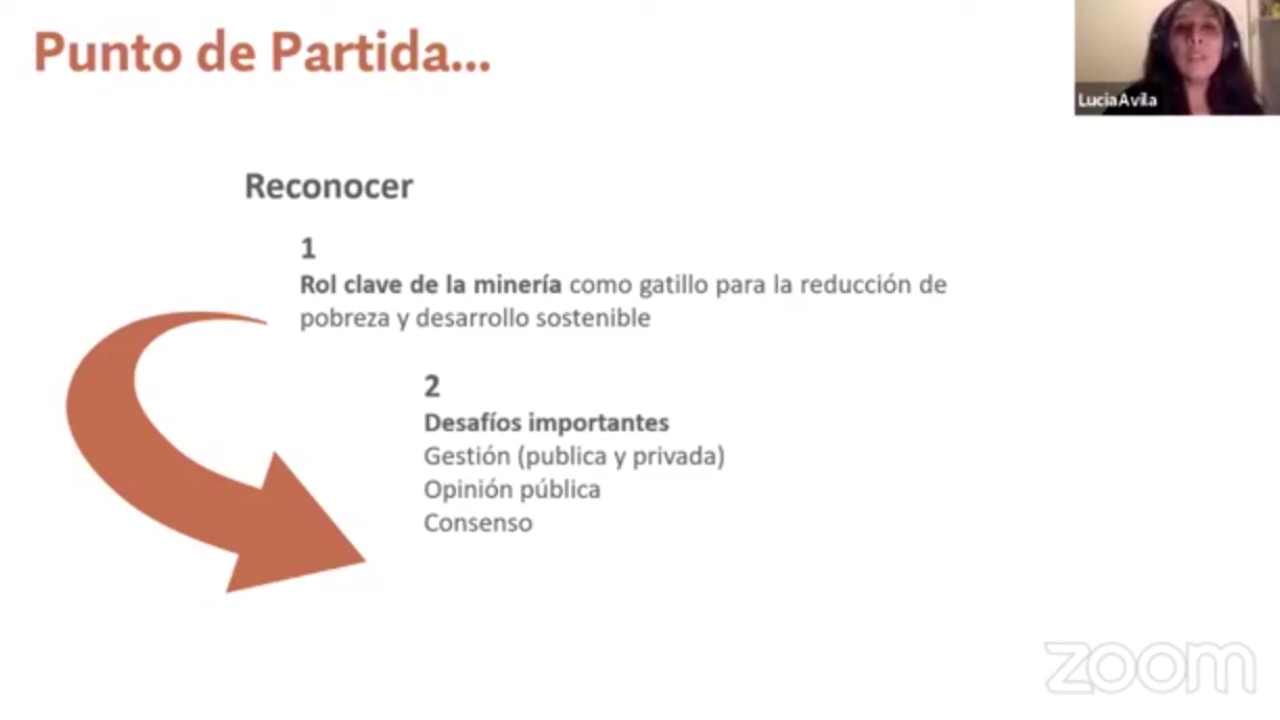 Punto de Partida...
LuciaAvila
Reconocer
1
Rol clave de la minería como gatillo para la reducción de
pobreza y desarrollo sostenible
2
Desafíos importantes
Gestión (publica y privada)
Opinión pública
Consenso
zoom